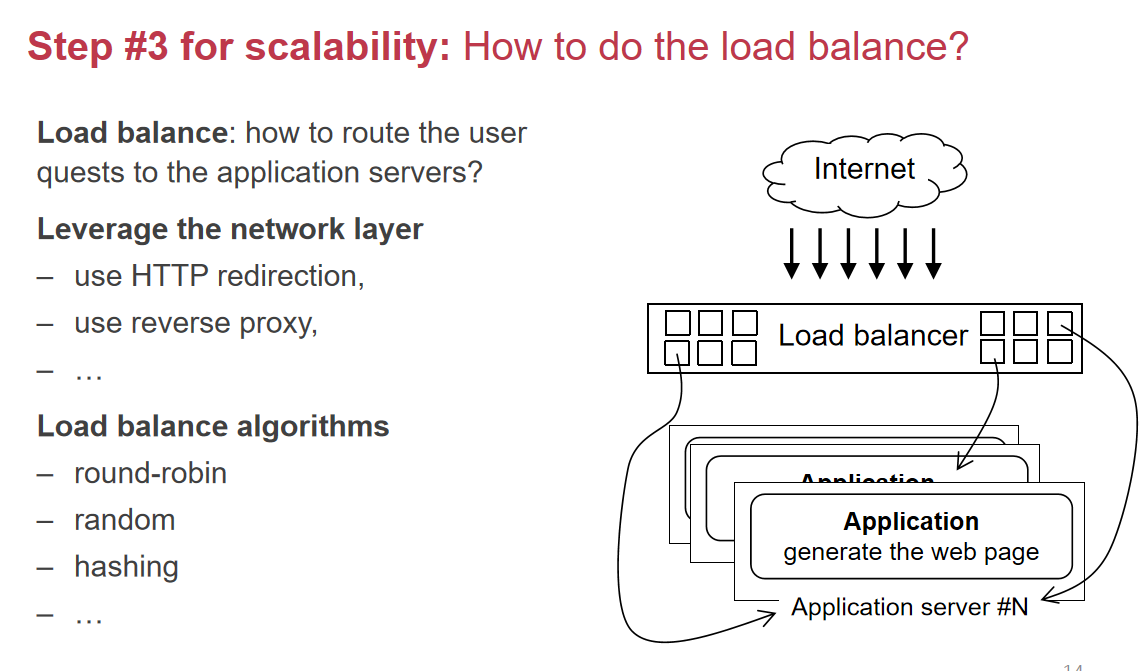 Step #3 for scalability: How to do the load balance?
Load balance: how to route the user
quests to the application servers?
Leverage the network layer
– use HTTP redirection,
– use reverse proxy,
– …
Load balance algorithms
– round-robin
– random
– hashing
– …
Internet
Load balancer
Application
Application
generate the web page
Application server #N
14